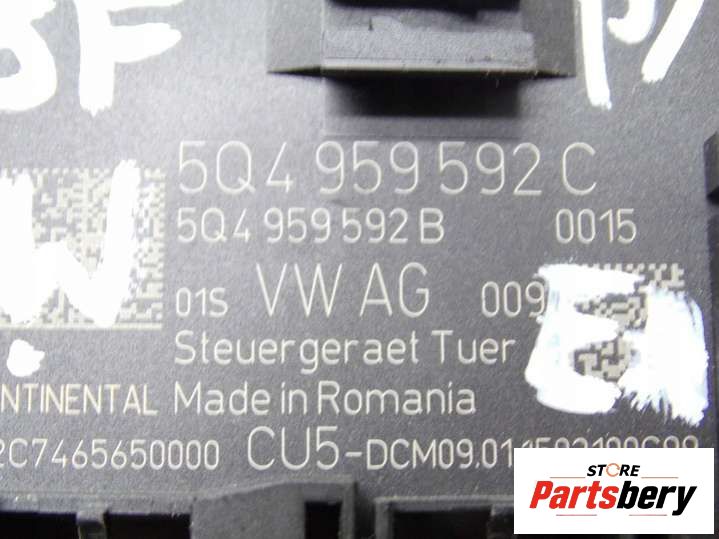 5Q4 959 592 C
5Q4 959 592 B 0015
01S VW AG 009
Steuergeraet Tuer
NTINENTAL Made in Romania
2C7465650000 CU5-DCM09.01
STORE
Partsbery